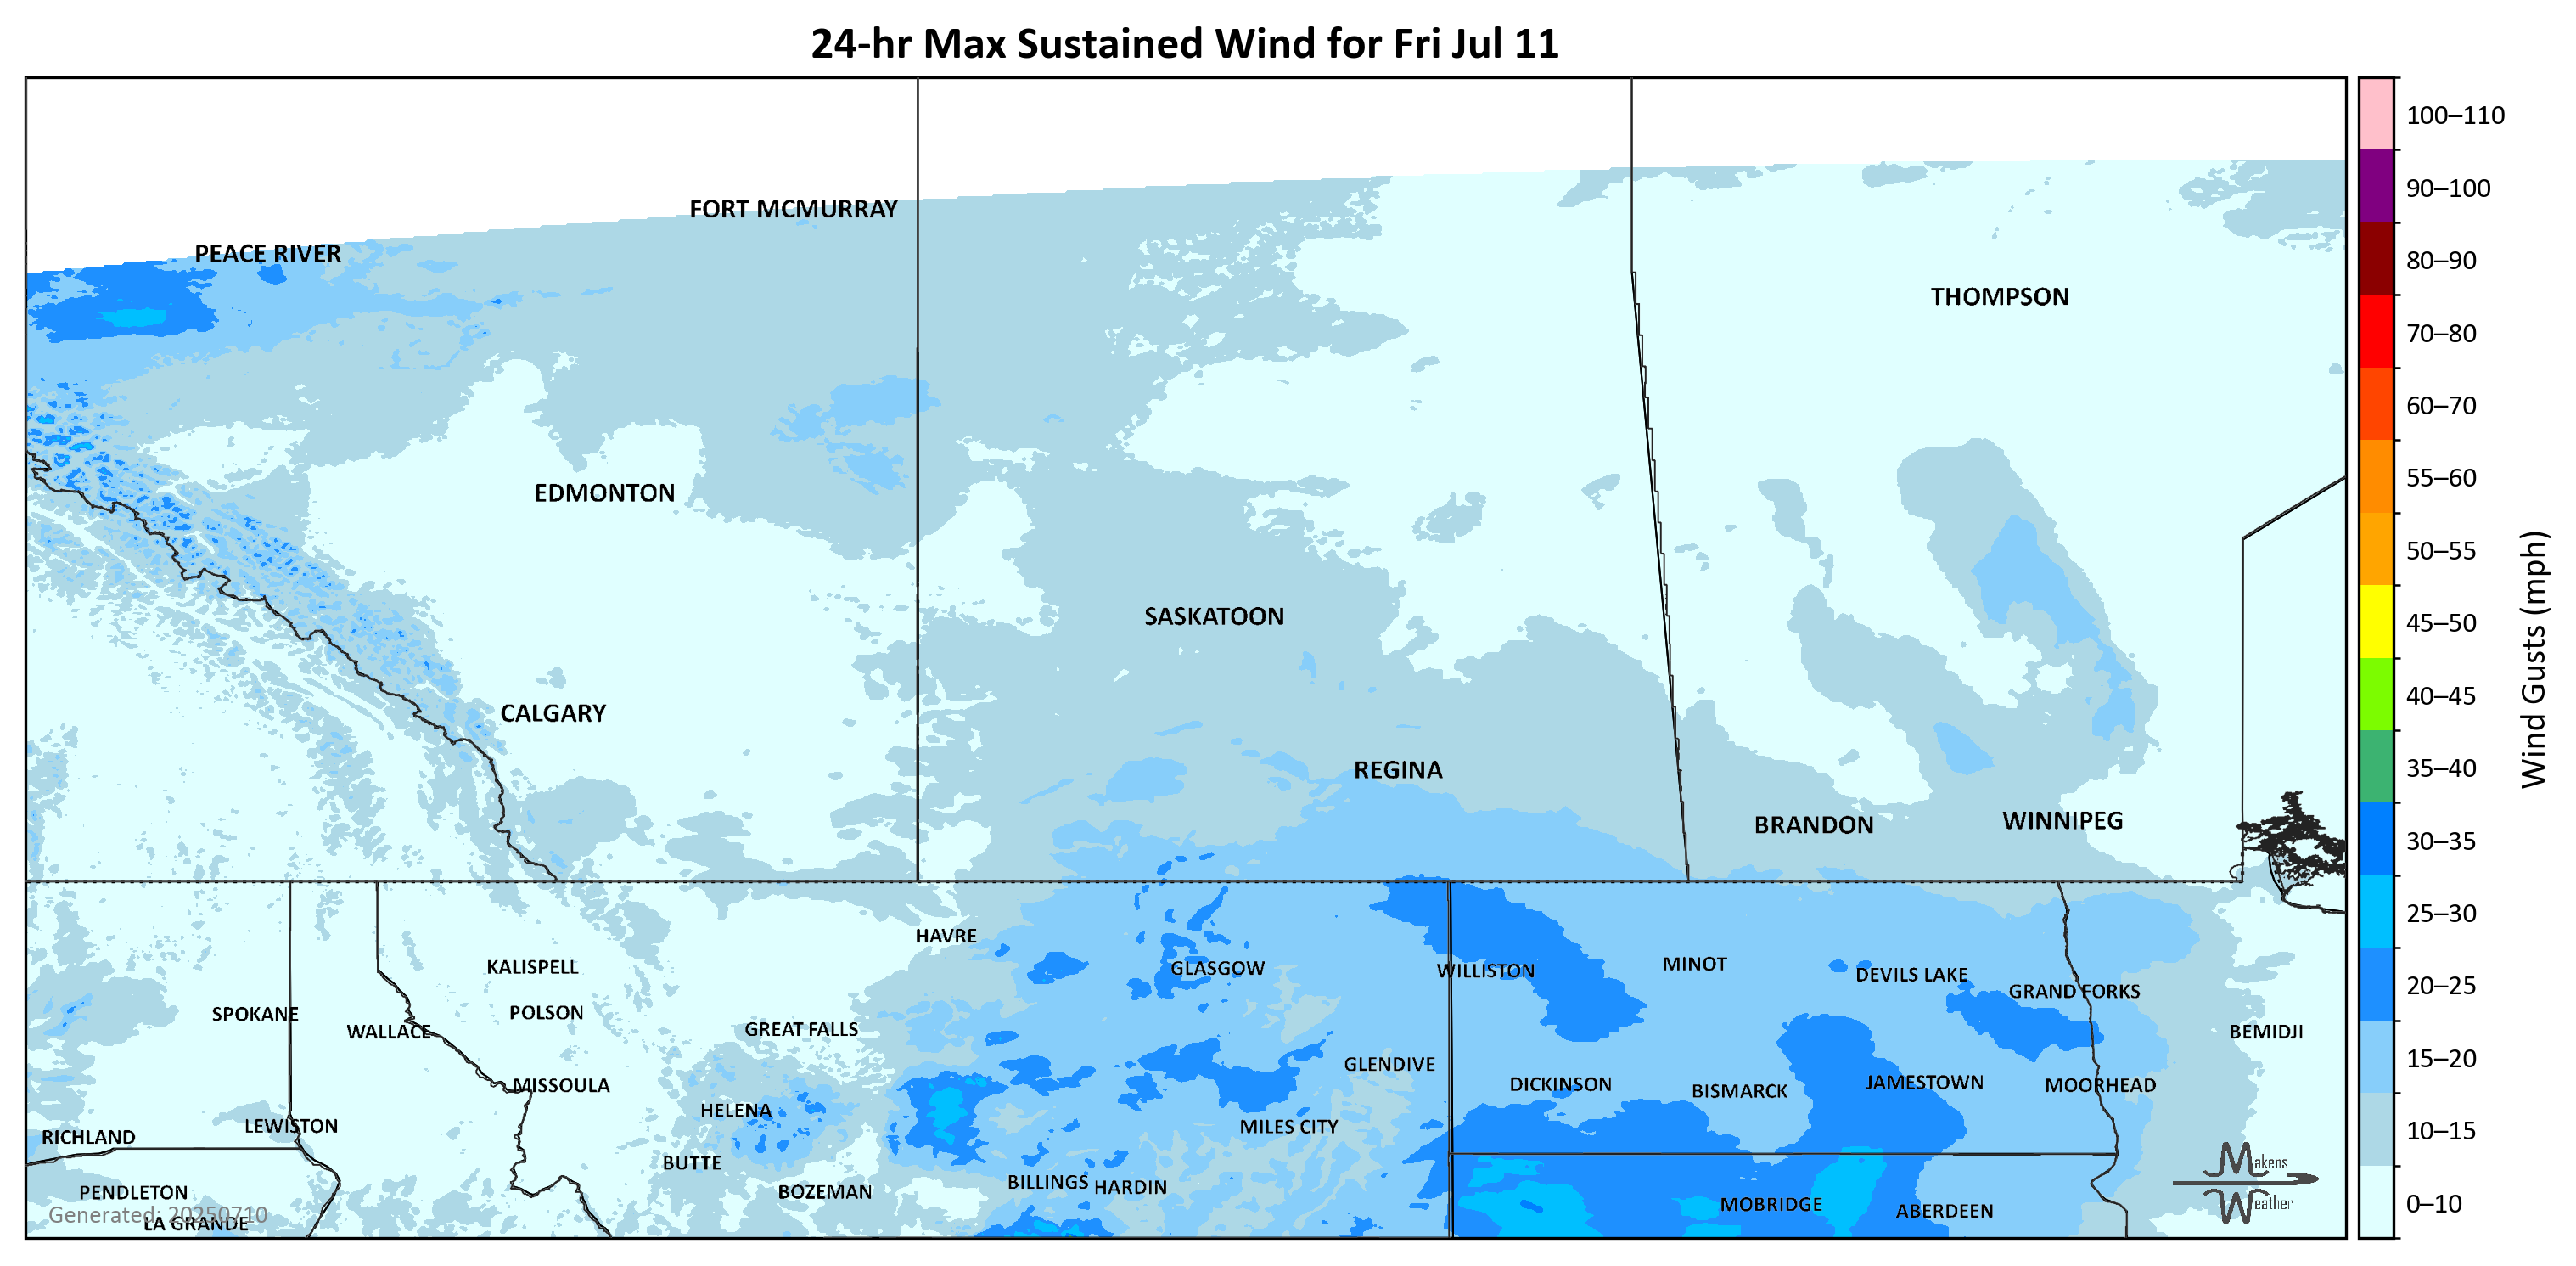 24-hr Max Sustained Wind for Fri Jul 11
100–110
90–100
80–90
70–80
60–70
55–60
50–55
45–50
40–45
35–40
30–35
25–30
20–25
15–20
10–15
0–10
Wind Gusts (mph)
FORT MCMURRAY
PEACE RIVER
THOMPSON
EDMONTON
SASKATOON
CALGARY
REGINA
BRANDON
WINNIPEG
HAVRE
KALISPELL
GLASGOW
WILLISTON
MINOT
DEVILS LAKE
GRAND FORKS
SPOKANE
POLSON
WALLACE
GREAT FALLS
BEMIDJI
GLENDIVE
MISSOULA
DICKINSON
BISMARCK
JAMESTOWN
MOORHEAD
HELENA
LEWISTON
MILES CITY
RICHLAND
BUTTE
PENDLETON
BOZEMAN
BILLINGS
HARDIN
MOBRIDGE
ABERDEEN
Generated: 20250710
LA GRANDE
Makens
Weather